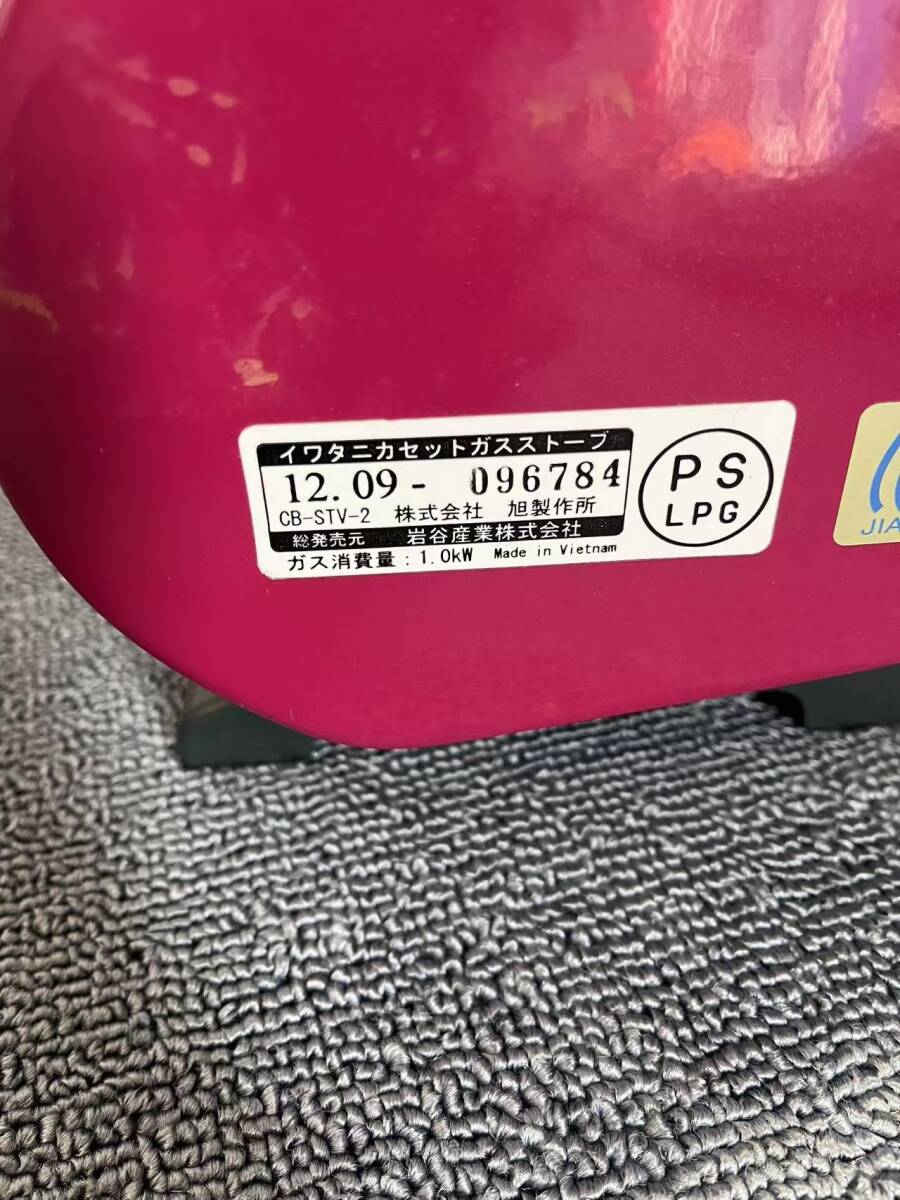 イワタニカセットガスストーブ
12.09- 096784
CB-STV-2 株式会社 旭製作所
総発売元 岩谷産業株式会社
ガス消費量:1.0kW Made in Vietnam
PS
LPG
JIA